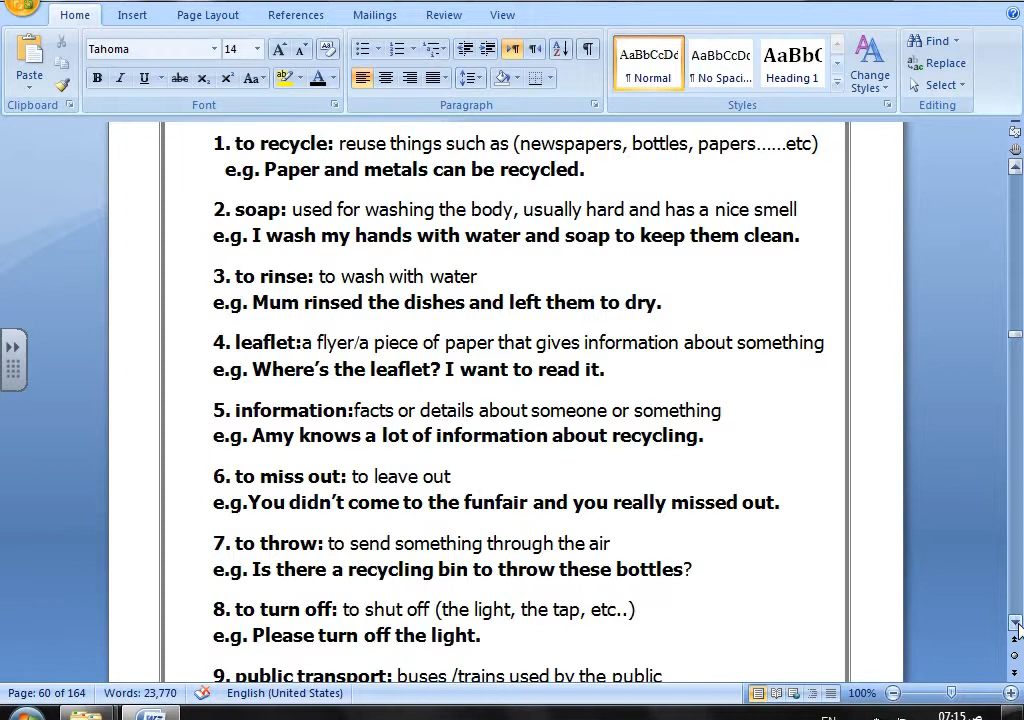 Home Insert Page Layout References Mailings Review View
Tahoma 14
Paste
B I U abc x₂ x² Aa
Clipboard Font Paragraph Styles Editing
AaBbCcDc AaBbCcDc AaBbC
¶ Normal ¶ No Spaci... Heading 1
Change Styles
Find
Replace
Select
1. to recycle: reuse things such as (newspapers, bottles, papers......etc)
e.g. Paper and metals can be recycled.
2. soap: used for washing the body, usually hard and has a nice smell
e.g. I wash my hands with water and soap to keep them clean.
3. to rinse: to wash with water
e.g. Mum rinsed the dishes and left them to dry.
4. leaflet:a flyer/a piece of paper that gives information about something
e.g. Where's the leaflet? I want to read it.
5. information:facts or details about someone or something
e.g. Amy knows a lot of information about recycling.
6. to miss out: to leave out
e.g.You didn't come to the funfair and you really missed out.
7. to throw: to send something through the air
e.g. Is there a recycling bin to throw these bottles?
8. to turn off: to shut off (the light, the tap, etc..)
e.g. Please turn off the light.
9. public transport: buses /trains used by the public
Page: 60 of 164 Words: 23,770 English (United States) 100%
EN 07:15